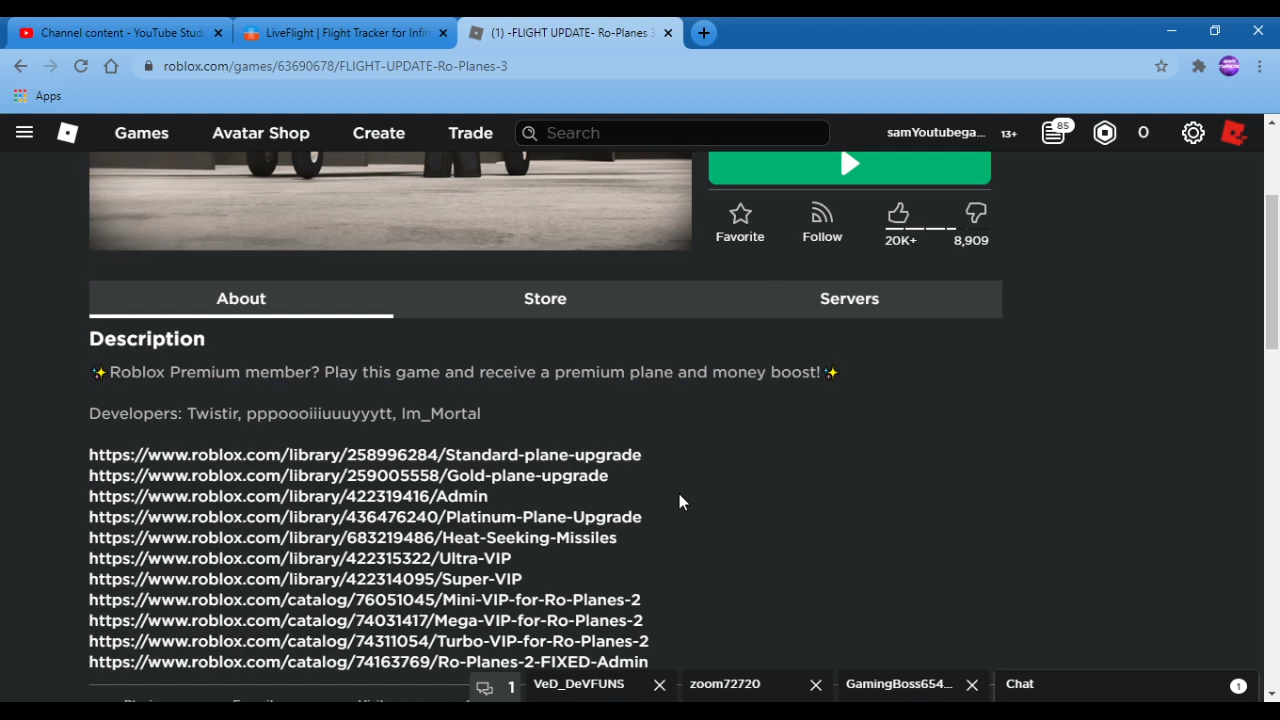 Channel content - YouTube Stud
LiveFlight | Flight Tracker for Infin
(1) -FLIGHT UPDATE- Ro-Planes 3
roblox.com/games/63690678/FLIGHT-UPDATE-Ro-Planes-3
Apps
Games Avatar Shop Create Trade Search samYoutubega... 13+ 85 0
Favorite Follow 20K+ 8,909
About Store Servers
Description
✨Roblox Premium member? Play this game and receive a premium plane and money boost!✨
Developers: Twistir, pppoooiiiuuuyyytt, Im_Mortal
https://www.roblox.com/library/258996284/Standard-plane-upgrade
https://www.roblox.com/library/259005558/Gold-plane-upgrade
https://www.roblox.com/library/422319416/Admin
https://www.roblox.com/library/436476240/Platinum-Plane-Upgrade
https://www.roblox.com/library/683219486/Heat-Seeking-Missiles
https://www.roblox.com/library/422315322/Ultra-VIP
https://www.roblox.com/library/422314095/Super-VIP
https://www.roblox.com/catalog/76051045/Mini-VIP-for-Ro-Planes-2
https://www.roblox.com/catalog/74031417/Mega-VIP-for-Ro-Planes-2
https://www.roblox.com/catalog/74311054/Turbo-VIP-for-Ro-Planes-2
https://www.roblox.com/catalog/74163769/Ro-Planes-2-FIXED-Admin
1 VeD_DeVFUNS zoom72720 GamingBoss654... Chat 1